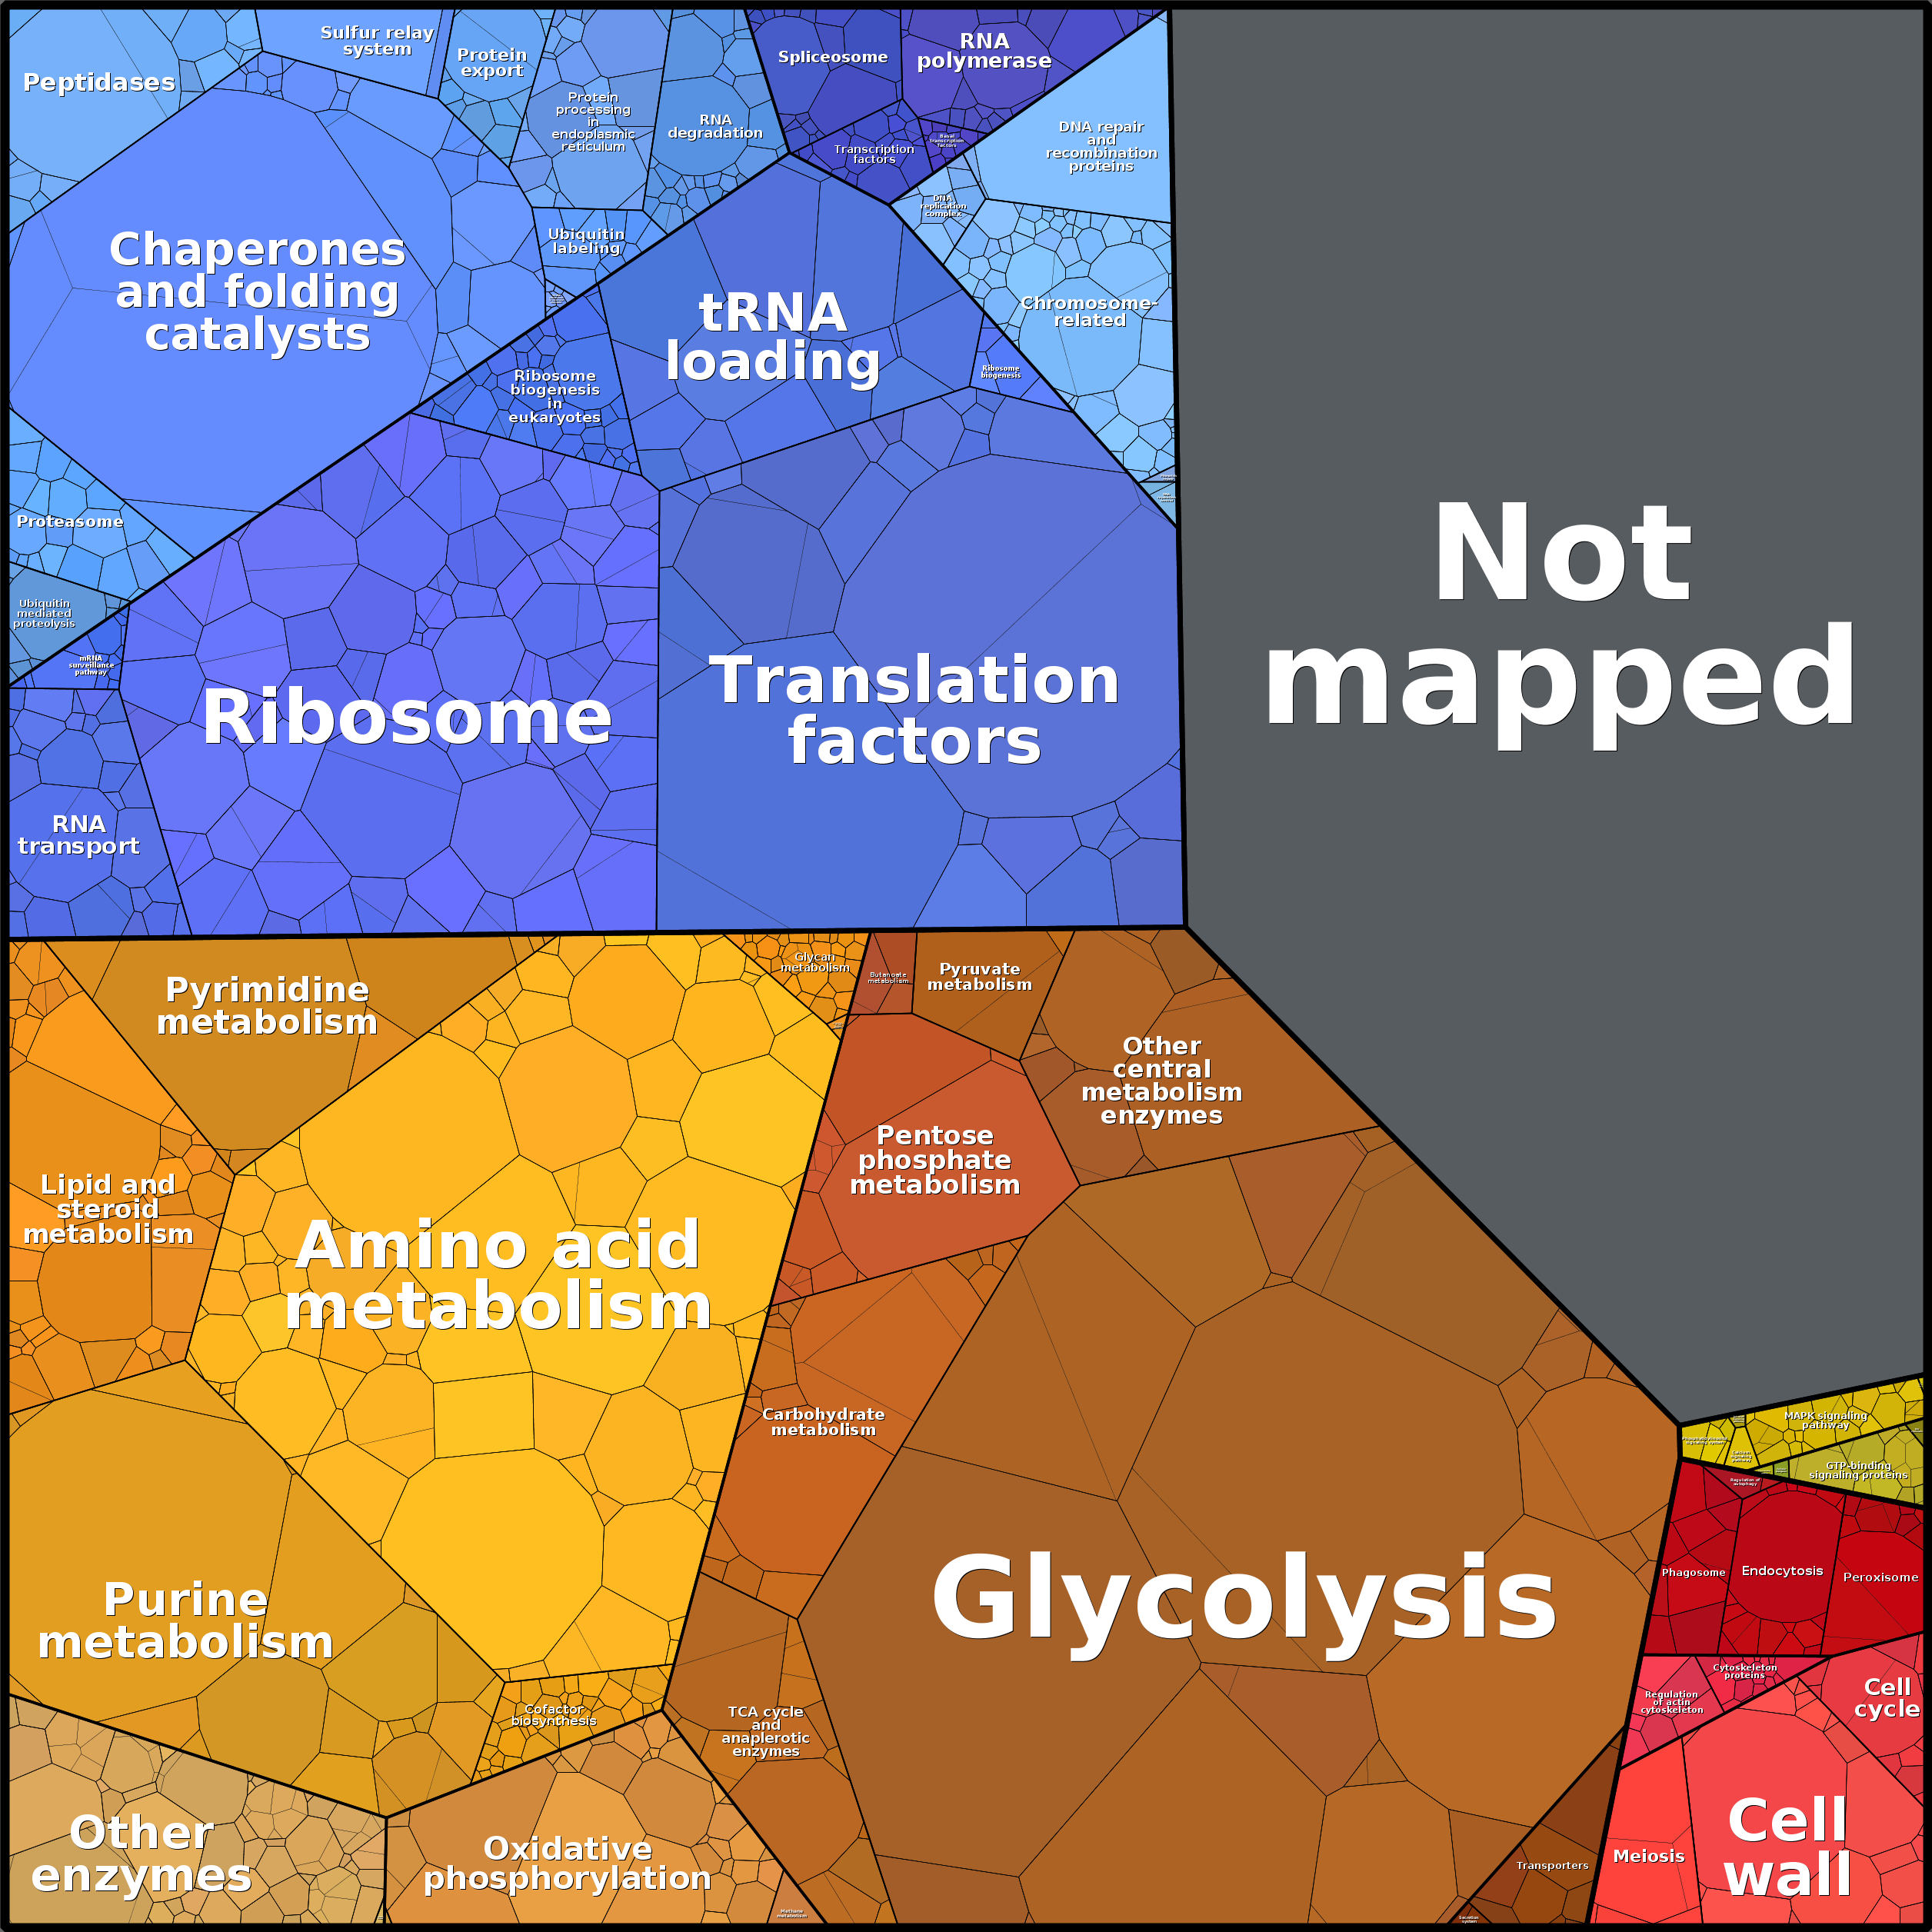 Peptidases
Sulfur relay
system
Protein
export
Protein
processing
in
endoplasmic
reticulum
RNA
degradation
Spliceosome
RNA
polymerase
Transcription
factors
Basal
transcription
factors
DNA repair
and
recombination
proteins
DNA
replication
complex
Chromosome-
related
Chaperones
and folding
catalysts
Ubiquitin
labeling
tRNA
loading
Ribosome
biogenesis
Ribosome
biogenesis
in
eukaryotes
Proteasome
Ubiquitin
mediated
proteolysis
mRNA
surveillance
pathway
Ribosome
Translation
factors
RNA
transport
Not
mapped
Pyrimidine
metabolism
Glycan
metabolism
Butanoate
metabolism
Pyruvate
metabolism
Other
central
metabolism
enzymes
Pentose
phosphate
metabolism
Lipid and
steroid
metabolism
Amino acid
metabolism
Carbohydrate
metabolism
MAPK signaling
pathway
GTP-binding
signaling proteins
Regulation of
autophagy
Phagosome
Endocytosis
Peroxisome
Purine
metabolism
Glycolysis
Cofactor
biosynthesis
TCA cycle
and
anaplerotic
enzymes
Cytoskeleton
proteins
Regulation
of actin
cytoskeleton
Cell
cycle
Other
enzymes
Oxidative
phosphorylation
Methane
metabolism
Transporters
Secretion
system
Meiosis
Cell
wall